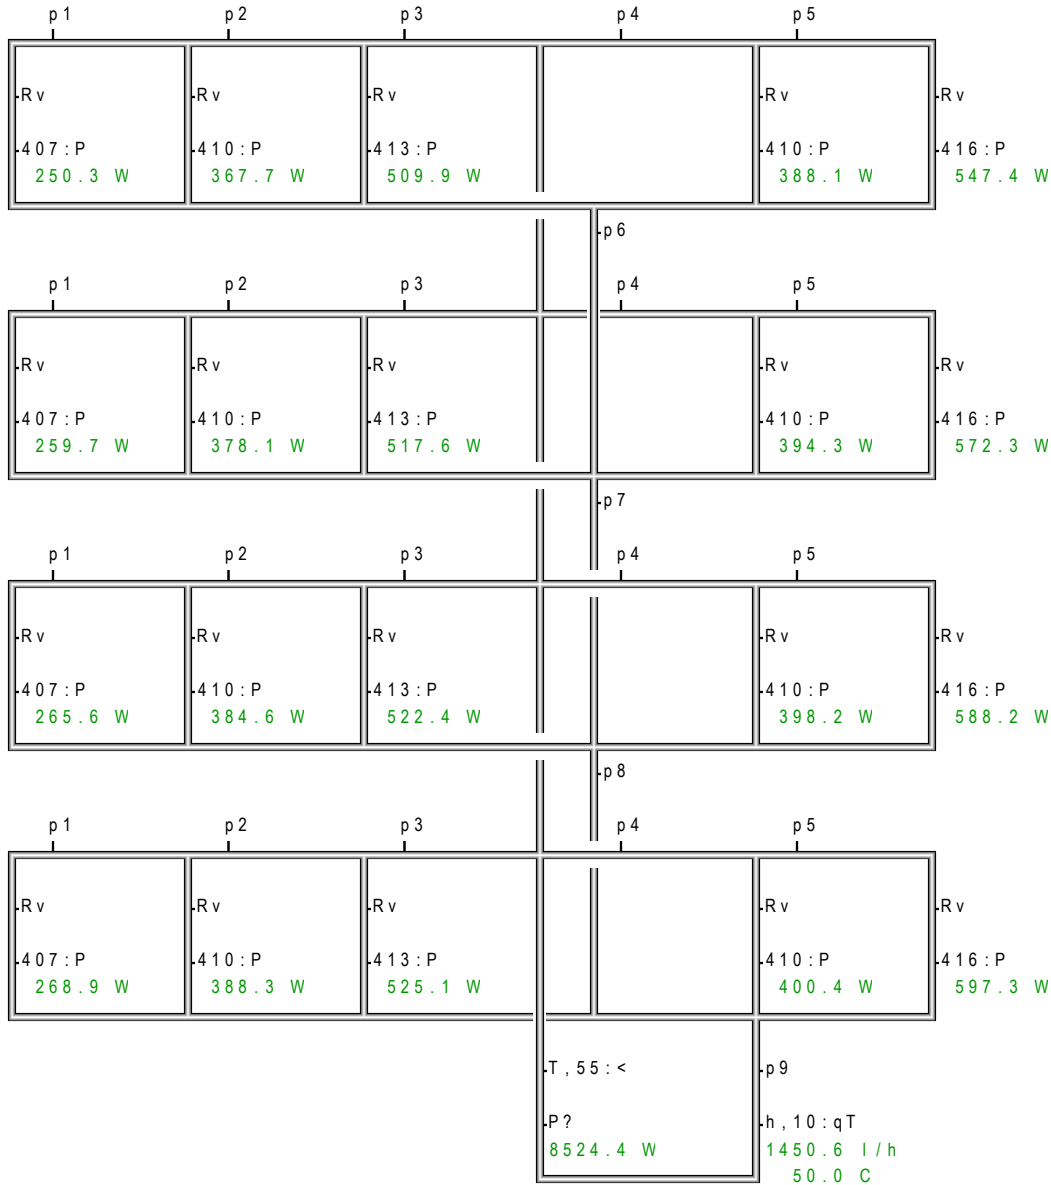 p1 p2 p3 p4 p5
Rv Rv Rv Rv Rv
407:P 410:P 413:P 410:P 416:P
250.3 W 367.7 W 509.9 W 388.1 W 547.4 W
p6
p1 p2 p3 p4 p5
Rv Rv Rv Rv Rv
407:P 410:P 413:P 410:P 416:P
259.7 W 378.1 W 517.6 W 394.3 W 572.3 W
p7
p1 p2 p3 p4 p5
Rv Rv Rv Rv Rv
407:P 410:P 413:P 410:P 416:P
265.6 W 384.6 W 522.4 W 398.2 W 588.2 W
p8
p1 p2 p3 p4 p5
Rv Rv Rv Rv Rv
407:P 410:P 413:P 410:P 416:P
268.9 W 388.3 W 525.1 W 400.4 W 597.3 W
T,55:< p9
P? h,10:qT
8524.4 W 1450.6 l/h
50.0 C